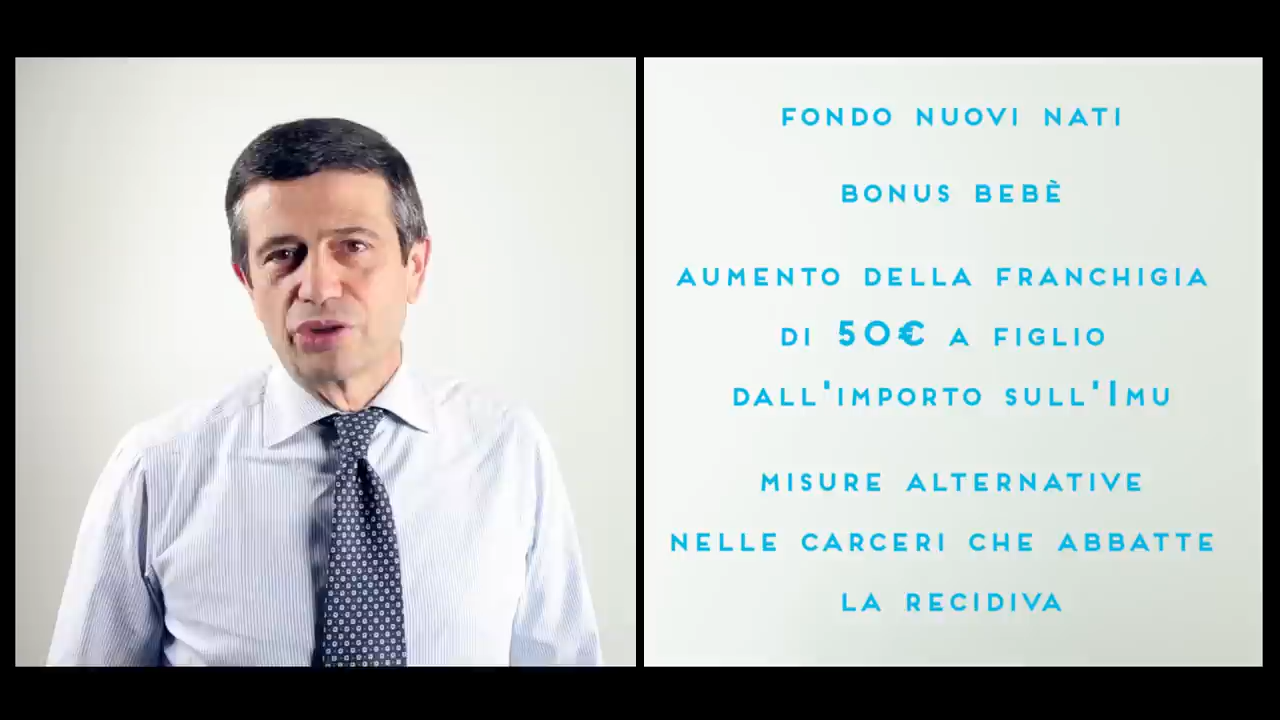 FONDO NUOVI NATI
BONUS BEBÈ
AUMENTO DELLA FRANCHIGIA
DI 50€ A FIGLIO
DALL'IMPORTO SULL'IMU
MISURE ALTERNATIVE
NELLE CARCERI CHE ABBATTE
LA RECIDIVA